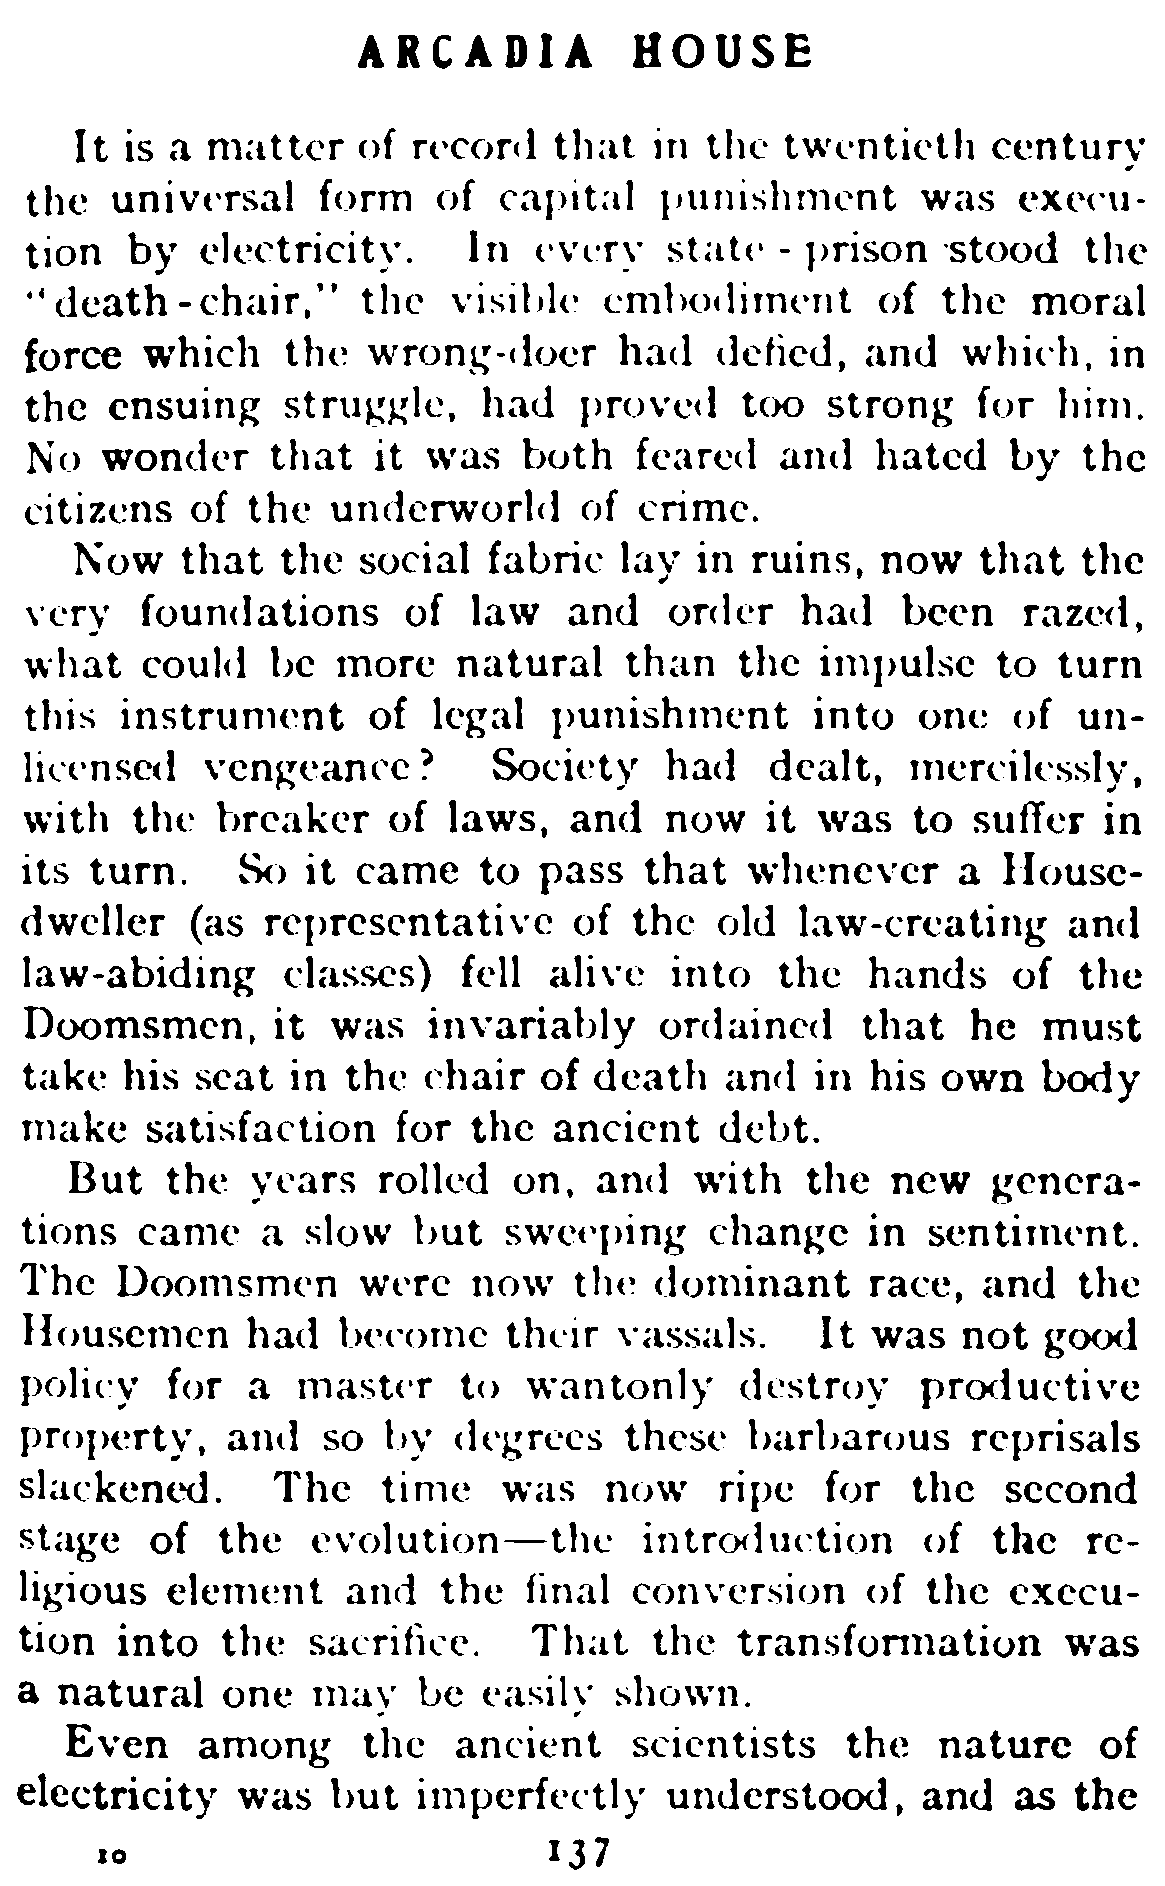 ARCADIA HOUSE
It is a matter of record that in the twentieth century
the universal form of capital punishment was execu-
tion by electricity. In every state-prison stood the
"death-chair," the visible embodiment of the moral
force which the wrong-doer had defied, and which, in
the ensuing struggle, had proved too strong for him.
No wonder that it was both feared and hated by the
citizens of the underworld of crime.
Now that the social fabric lay in ruins, now that the
very foundations of law and order had been razed,
what could be more natural than the impulse to turn
this instrument of legal punishment into one of un-
licensed vengeance? Society had dealt, mercilessly,
with the breaker of laws, and now it was to suffer in
its turn. So it came to pass that whenever a House-
dweller (as representative of the old law-creating and
law-abiding classes) fell alive into the hands of the
Doomsmen, it was invariably ordained that he must
take his seat in the chair of death and in his own body
make satisfaction for the ancient debt.
But the years rolled on, and with the new genera-
tions came a slow but sweeping change in sentiment.
The Doomsmen were now the dominant race, and the
Housemen had become their vassals. It was not good
policy for a master to wantonly destroy productive
property, and so by degrees these barbarous reprisals
slackened. The time was now ripe for the second
stage of the evolution—the introduction of the re-
ligious element and the final conversion of the execu-
tion into the sacrifice. That the transformation was
a natural one may be easily shown.
Even among the ancient scientists the nature of
electricity was but imperfectly understood, and as the
10 137